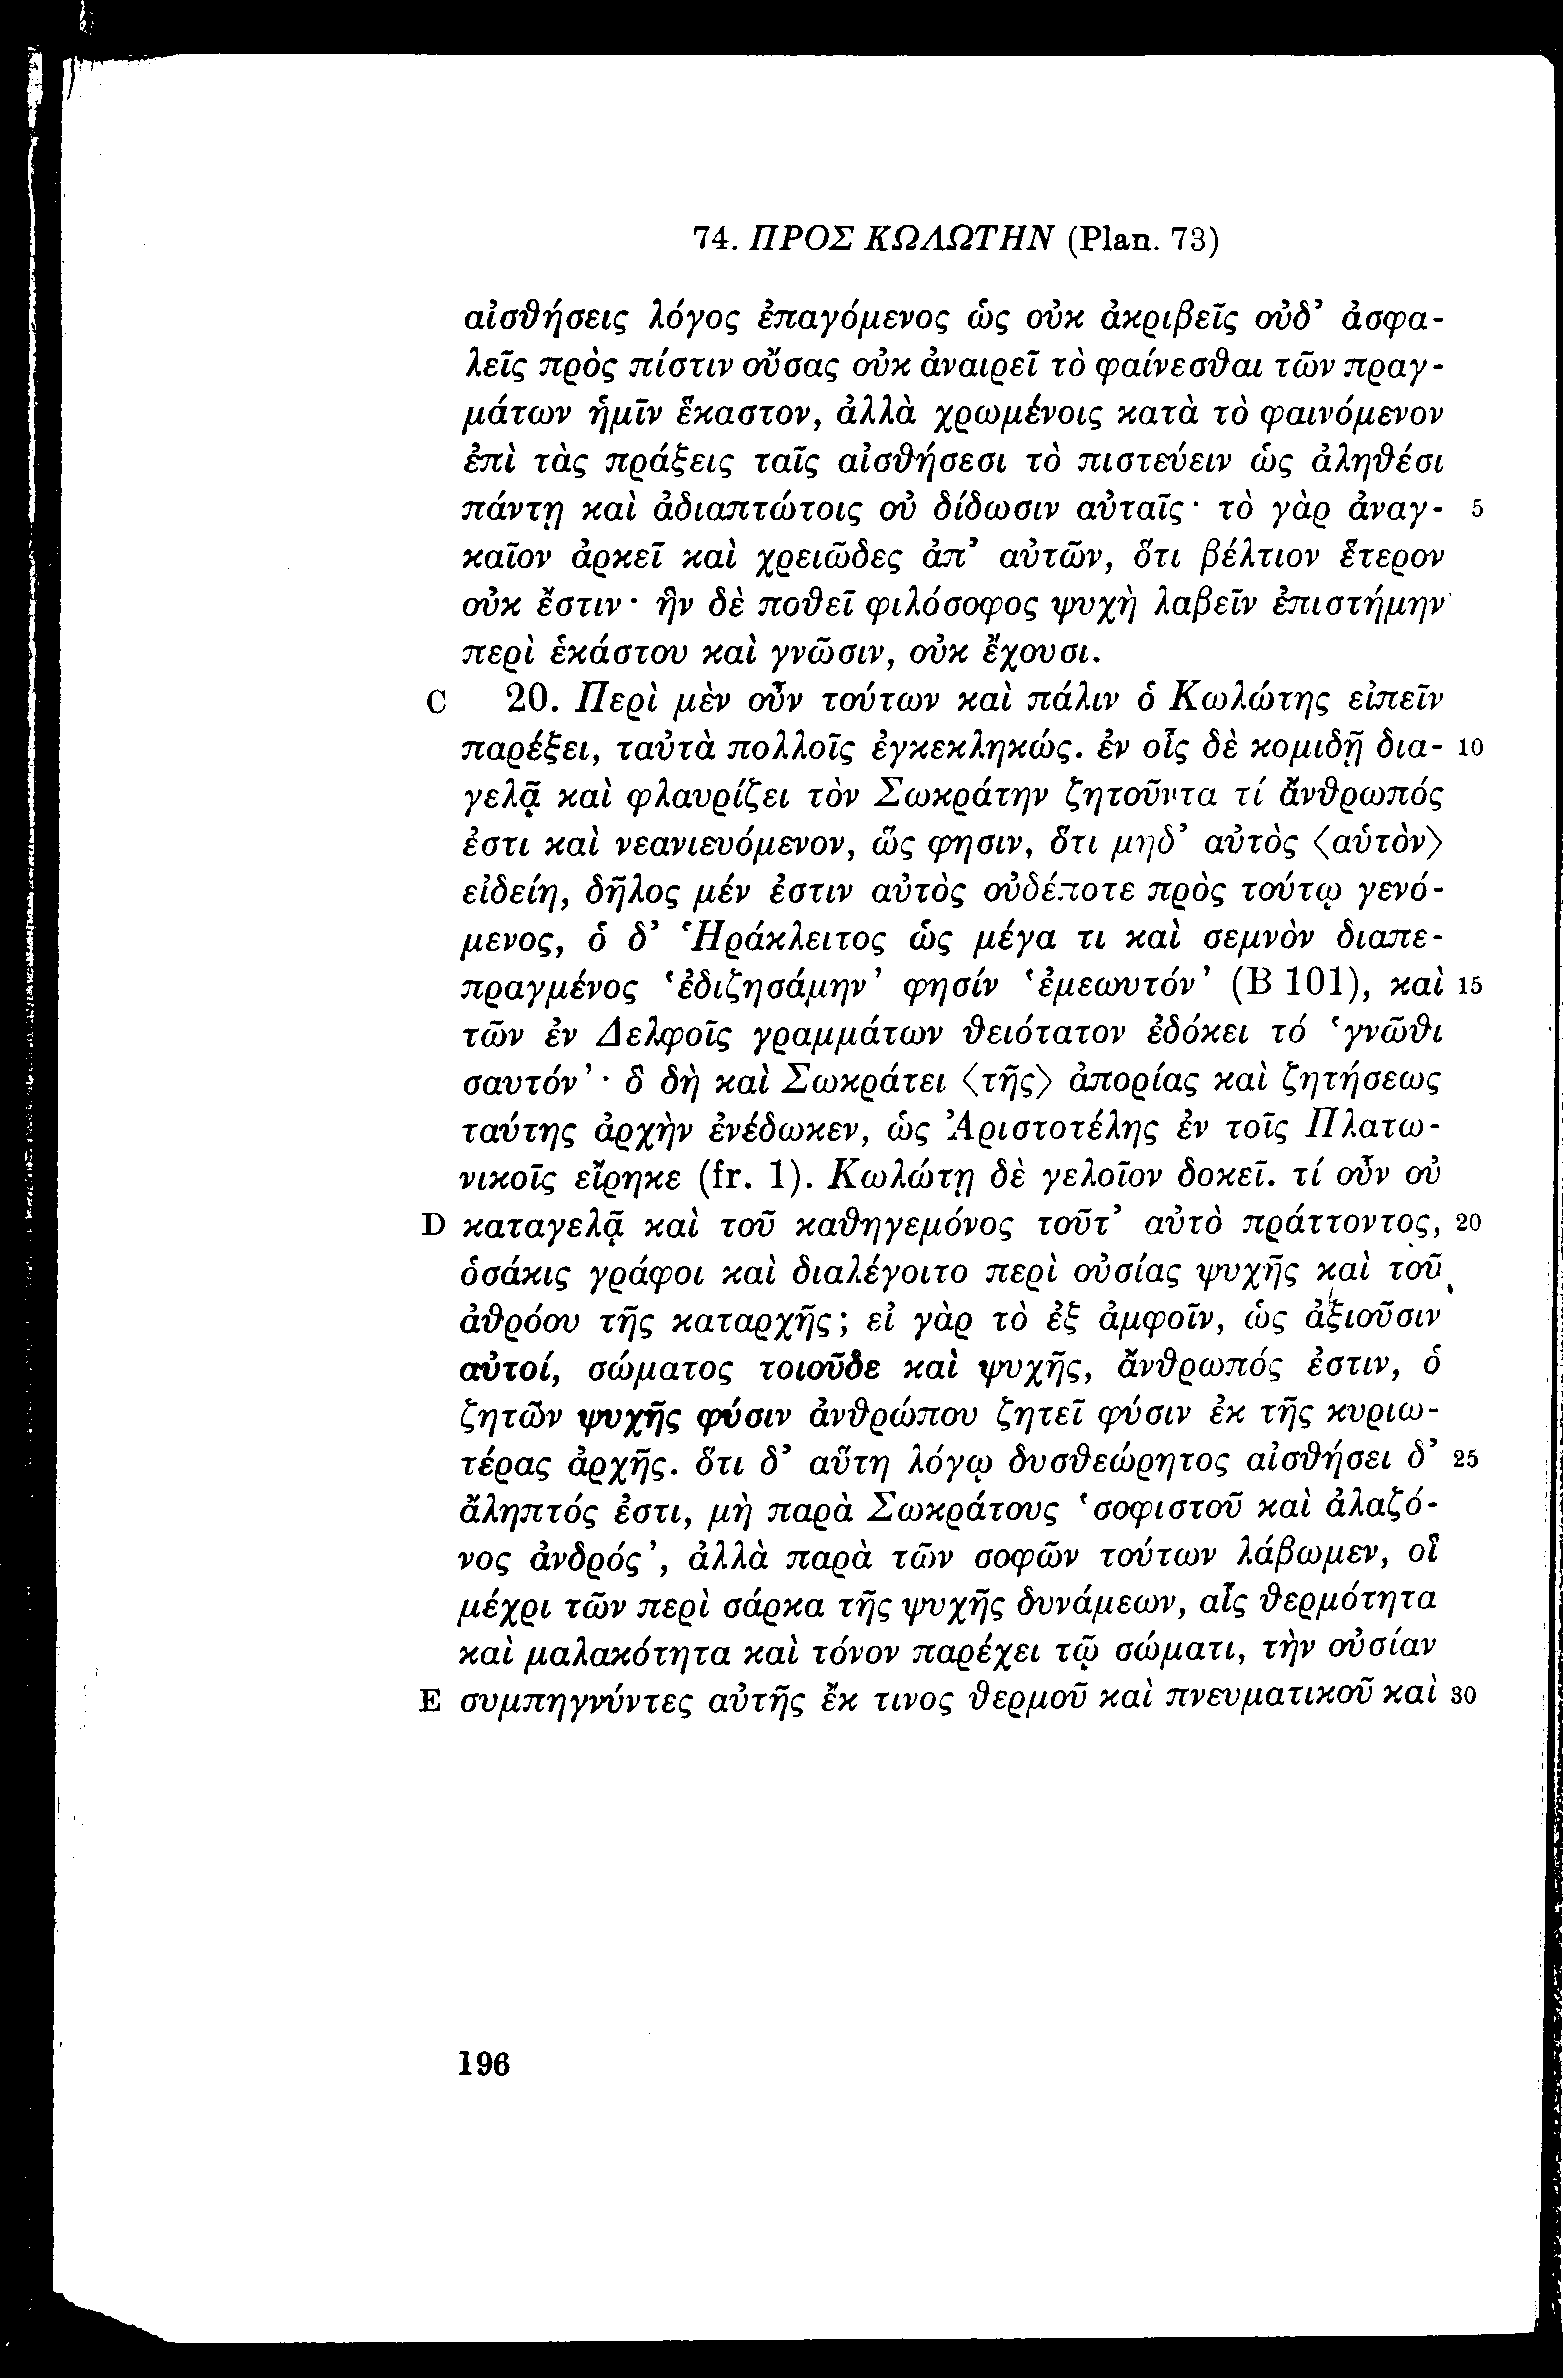 74. ΠΡΟΣ ΚΩΛΩΤΗΝ (Plan. 73)
αἰσθήσεις λόγος ἐπαγόμενος ὡς οὐκ ἀκριβεῖς οὐδ’ ἀσφα-
λεῖς πρὸς πίστιν οὔσας οὐκ ἀναιρεῖ τὸ φαίνεσθαι τῶν πραγ-
μάτων ἡμῖν ἕκαστον, ἀλλὰ χρωμένοις κατὰ τὸ φαινόμενον
ἐπὶ τὰς πράξεις ταῖς αἰσθήσεσι τὸ πιστεύειν ὡς ἀληθέσι
πάντῃ καὶ ἀδιαπτώτοις οὐ δίδωσιν αὐταῖς· τὸ γὰρ ἀναγ- 5
καῖον ἀρκεῖ καὶ χρειῶδες ἀπ’ αὐτῶν, ὅτι βέλτιον ἕτερον
οὐκ ἔστιν· ἣν δὲ ποθεῖ φιλόσοφος ψυχὴ λαβεῖν ἐπιστήμην
περὶ ἑκάστου καὶ γνῶσιν, οὐκ ἔχουσι.
C 20. Περὶ μὲν οὖν τούτων καὶ πάλιν ὁ Κωλώτης εἰπεῖν
παρέξει, ταὐτὰ πολλοῖς ἐγκεκληκώς. ἐν οἷς δὲ κομιδῇ δια- 10
γελᾷ καὶ φλαυρίζει τὸν Σωκράτην ζητοῦντα τί ἄνθρωπός
ἐστι καὶ νεανιευόμενον, ὥς φησιν, ὅτι μηδ’ αὐτὸς ⟨αὑτὸν⟩
εἰδείη, δῆλος μέν ἐστιν αὐτὸς οὐδέποτε πρὸς τούτῳ γενό-
μενος, ὁ δ’ Ἡράκλειτος ὡς μέγα τι καὶ σεμνὸν διαπε-
πραγμένος ‘ἐδιζησάμην’ φησίν ‘ἐμεωυτόν’ (B 101), καὶ 15
τῶν ἐν Δελφοῖς γραμμάτων θειότατον ἐδόκει τό ‘γνῶθι
σαυτόν’· ὃ δὴ καὶ Σωκράτει ⟨τῆς⟩ ἀπορίας καὶ ζητήσεως
ταύτης ἀρχὴν ἐνέδωκεν, ὡς Ἀριστοτέλης ἐν τοῖς Πλατω-
νικοῖς εἴρηκε (fr. 1). Κωλώτῃ δὲ γελοῖον δοκεῖ. τί οὖν οὐ
D καταγελᾷ καὶ τοῦ καθηγεμόνος τοῦτ’ αὐτὸ πράττοντος, 20
ὁσάκις γράφοι καὶ διαλέγοιτο περὶ οὐσίας ψυχῆς καὶ τοῦ
ἀθρόου τῆς καταρχῆς; εἰ γὰρ τὸ ἐξ ἀμφοῖν, ὡς ἀξιοῦσιν
αὐτοί, σώματος τοιοῦδε καὶ ψυχῆς, ἄνθρωπός ἐστιν, ὁ
ζητῶν ψυχῆς φύσιν ἀνθρώπου ζητεῖ φύσιν ἐκ τῆς κυριω-
τέρας ἀρχῆς. ὅτι δ’ αὕτη λόγῳ δυσθεώρητος αἰσθήσει δ’ 25
ἄληπτός ἐστι, μὴ παρὰ Σωκράτους ‘σοφιστοῦ καὶ ἀλαζό-
νος ἀνδρός’, ἀλλὰ παρὰ τῶν σοφῶν τούτων λάβωμεν, οἳ
μέχρι τῶν περὶ σάρκα τῆς ψυχῆς δυνάμεων, αἷς θερμότητα
καὶ μαλακότητα καὶ τόνον παρέχει τῷ σώματι, τὴν οὐσίαν
E συμπηγνύντες αὐτῆς ἔκ τινος θερμοῦ καὶ πνευματικοῦ καὶ 30
196